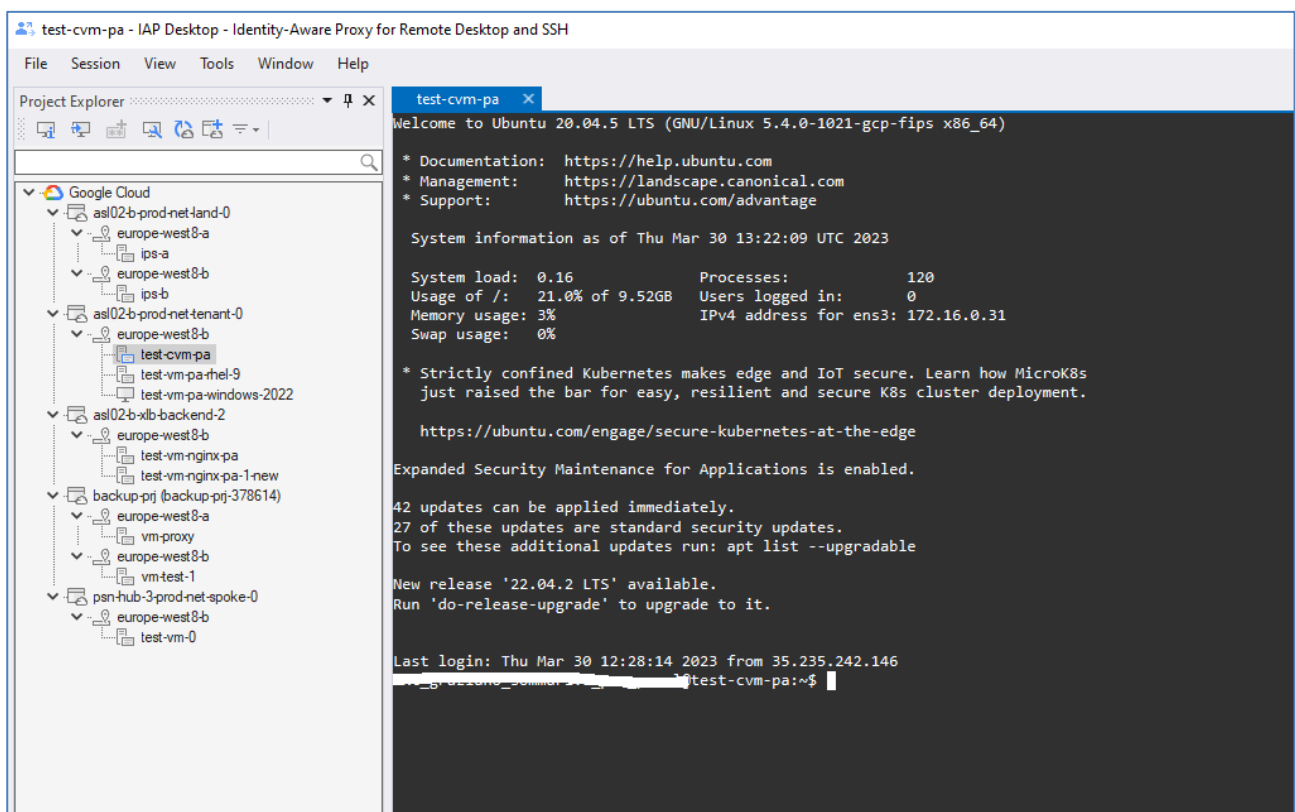 test-cvm-pa - IAP Desktop - Identity-Aware Proxy for Remote Desktop and SSH
File Session View Tools Window Help
Project Explorer
Google Cloud
asl02-b-prod-net-land-0
europe-west8-a
ips-a
europe-west8-b
ips-b
asl02-b-prod-net-tenant-0
europe-west8-b
test-cvm-pa
test-vm-pa-rhel-9
test-vm-pa-windows-2022
asl02-b-xlb-backend-2
europe-west8-b
test-vm-nginx-pa
test-vm-nginx-pa-1-new
backup-prj (backup-prj-378614)
europe-west8-a
vm-proxy
europe-west8-b
vm-test-1
psn-hub-3-prod-net-spoke-0
europe-west8-b
test-vm-0
test-cvm-pa
Welcome to Ubuntu 20.04.5 LTS (GNU/Linux 5.4.0-1021-gcp-fips x86_64)
* Documentation: https://help.ubuntu.com
* Management: https://landscape.canonical.com
* Support: https://ubuntu.com/advantage
System information as of Thu Mar 30 13:22:09 UTC 2023
System load: 0.16 Processes: 120
Usage of /: 21.0% of 9.52GB Users logged in: 0
Memory usage: 3% IPv4 address for ens3: 172.16.0.31
Swap usage: 0%
* Strictly confined Kubernetes makes edge and IoT secure. Learn how MicroK8s
just raised the bar for easy, resilient and secure K8s cluster deployment.
https://ubuntu.com/engage/secure-kubernetes-at-the-edge
Expanded Security Maintenance for Applications is enabled.
42 updates can be applied immediately.
27 of these updates are standard security updates.
To see these additional updates run: apt list --upgradable
New release '22.04.2 LTS' available.
Run 'do-release-upgrade' to upgrade to it.
Last login: Thu Mar 30 12:28:14 2023 from 35.235.242.146
@test-cvm-pa:~$